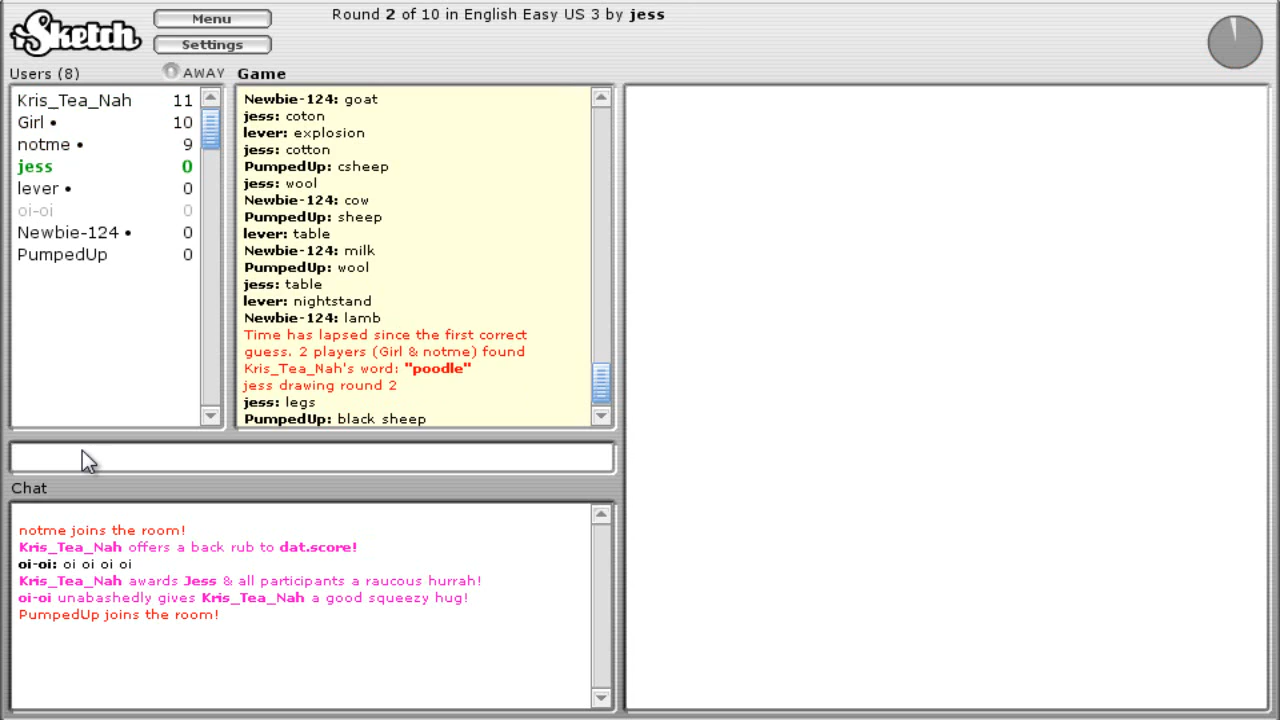 iSketch
Menu
Settings
Round 2 of 10 in English Easy US 3 by jess
Users (8)
AWAY
Game
Kris_Tea_Nah 11
Girl • 10
notme • 9
jess 0
lever • 0
oi-oi 0
Newbie-124 • 0
PumpedUp 0
Newbie-124: goat
jess: coton
lever: explosion
jess: cotton
PumpedUp: csheep
jess: wool
Newbie-124: cow
PumpedUp: sheep
lever: table
Newbie-124: milk
PumpedUp: wool
jess: table
lever: nightstand
Newbie-124: lamb
Time has lapsed since the first correct
guess. 2 players (Girl & notme) found
Kris_Tea_Nah's word: "poodle"
jess drawing round 2
jess: legs
PumpedUp: black sheep
Chat
notme joins the room!
Kris_Tea_Nah offers a back rub to dat.score!
oi-oi: oi oi oi oi
Kris_Tea_Nah awards Jess & all participants a raucous hurrah!
oi-oi unabashedly gives Kris_Tea_Nah a good squeezy hug!
PumpedUp joins the room!